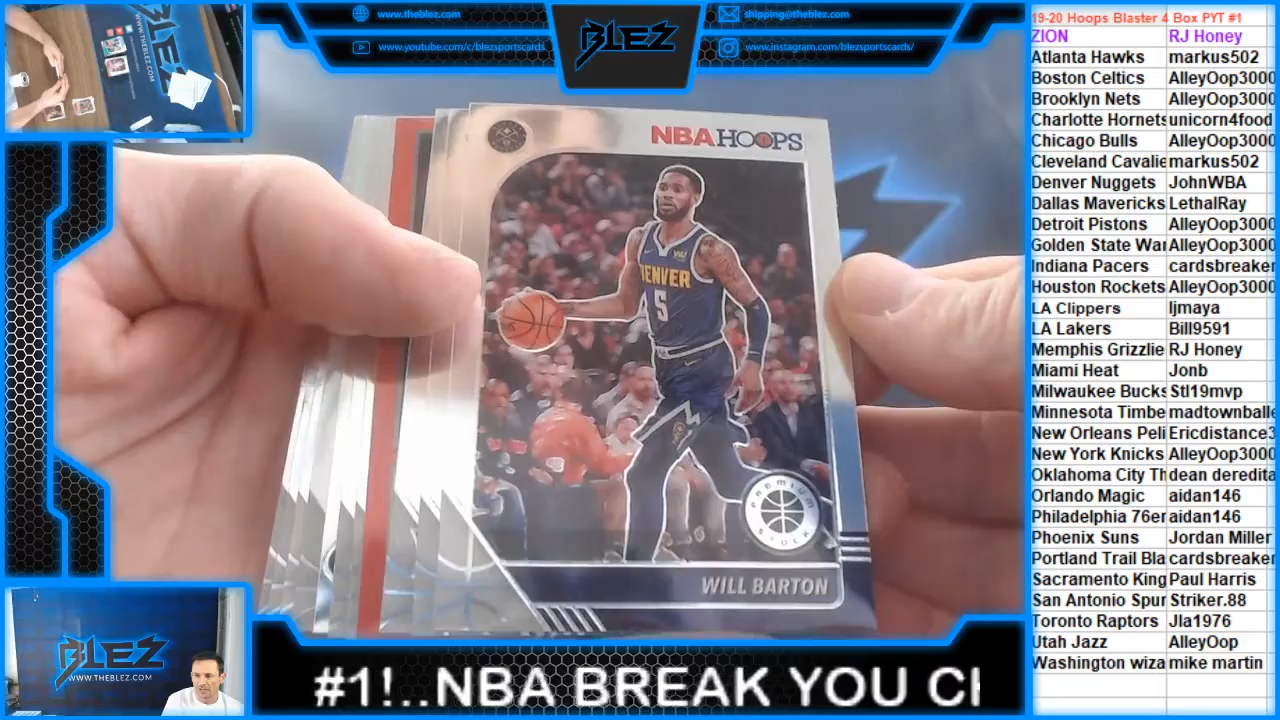 www.theblez.com
www.youtube.com/c/blezsportscards
BLEZ
shipping@theblez.com
www.instagram.com/blezsportscards/
BLEZ
WWW.THEBLEZ.COM
NBA HOOPS
DENVER
5
PREMIUM
STOCK
WILL BARTON
BLEZ
WWW.THEBLEZ.COM
#1!..NBA BREAK YOU CH
19-20 Hoops Blaster 4 Box PYT #1
ZION RJ Honey
Atlanta Hawks markus502
Boston Celtics AlleyOop3000
Brooklyn Nets AlleyOop3000
Charlotte Hornets unicorn4food
Chicago Bulls AlleyOop3000
Cleveland Cavalie markus502
Denver Nuggets JohnWBA
Dallas Mavericks LethalRay
Detroit Pistons AlleyOop3000
Golden State War AlleyOop3000
Indiana Pacers cardsbreaker
Houston Rockets AlleyOop3000
LA Clippers ljmaya
LA Lakers Bill9591
Memphis Grizzlie RJ Honey
Miami Heat Jonb
Milwaukee Bucks Stl19mvp
Minnesota Timbe madtownballe
New Orleans Peli Ericdistance3
New York Knicks AlleyOop3000
Oklahoma City Th dean deredita
Orlando Magic aidan146
Philadelphia 76er aidan146
Phoenix Suns Jordan Miller
Portland Trail Bla cardsbreaker
Sacramento King Paul Harris
San Antonio Spur Striker.88
Toronto Raptors Jla1976
Utah Jazz AlleyOop
Washington wiza mike martin